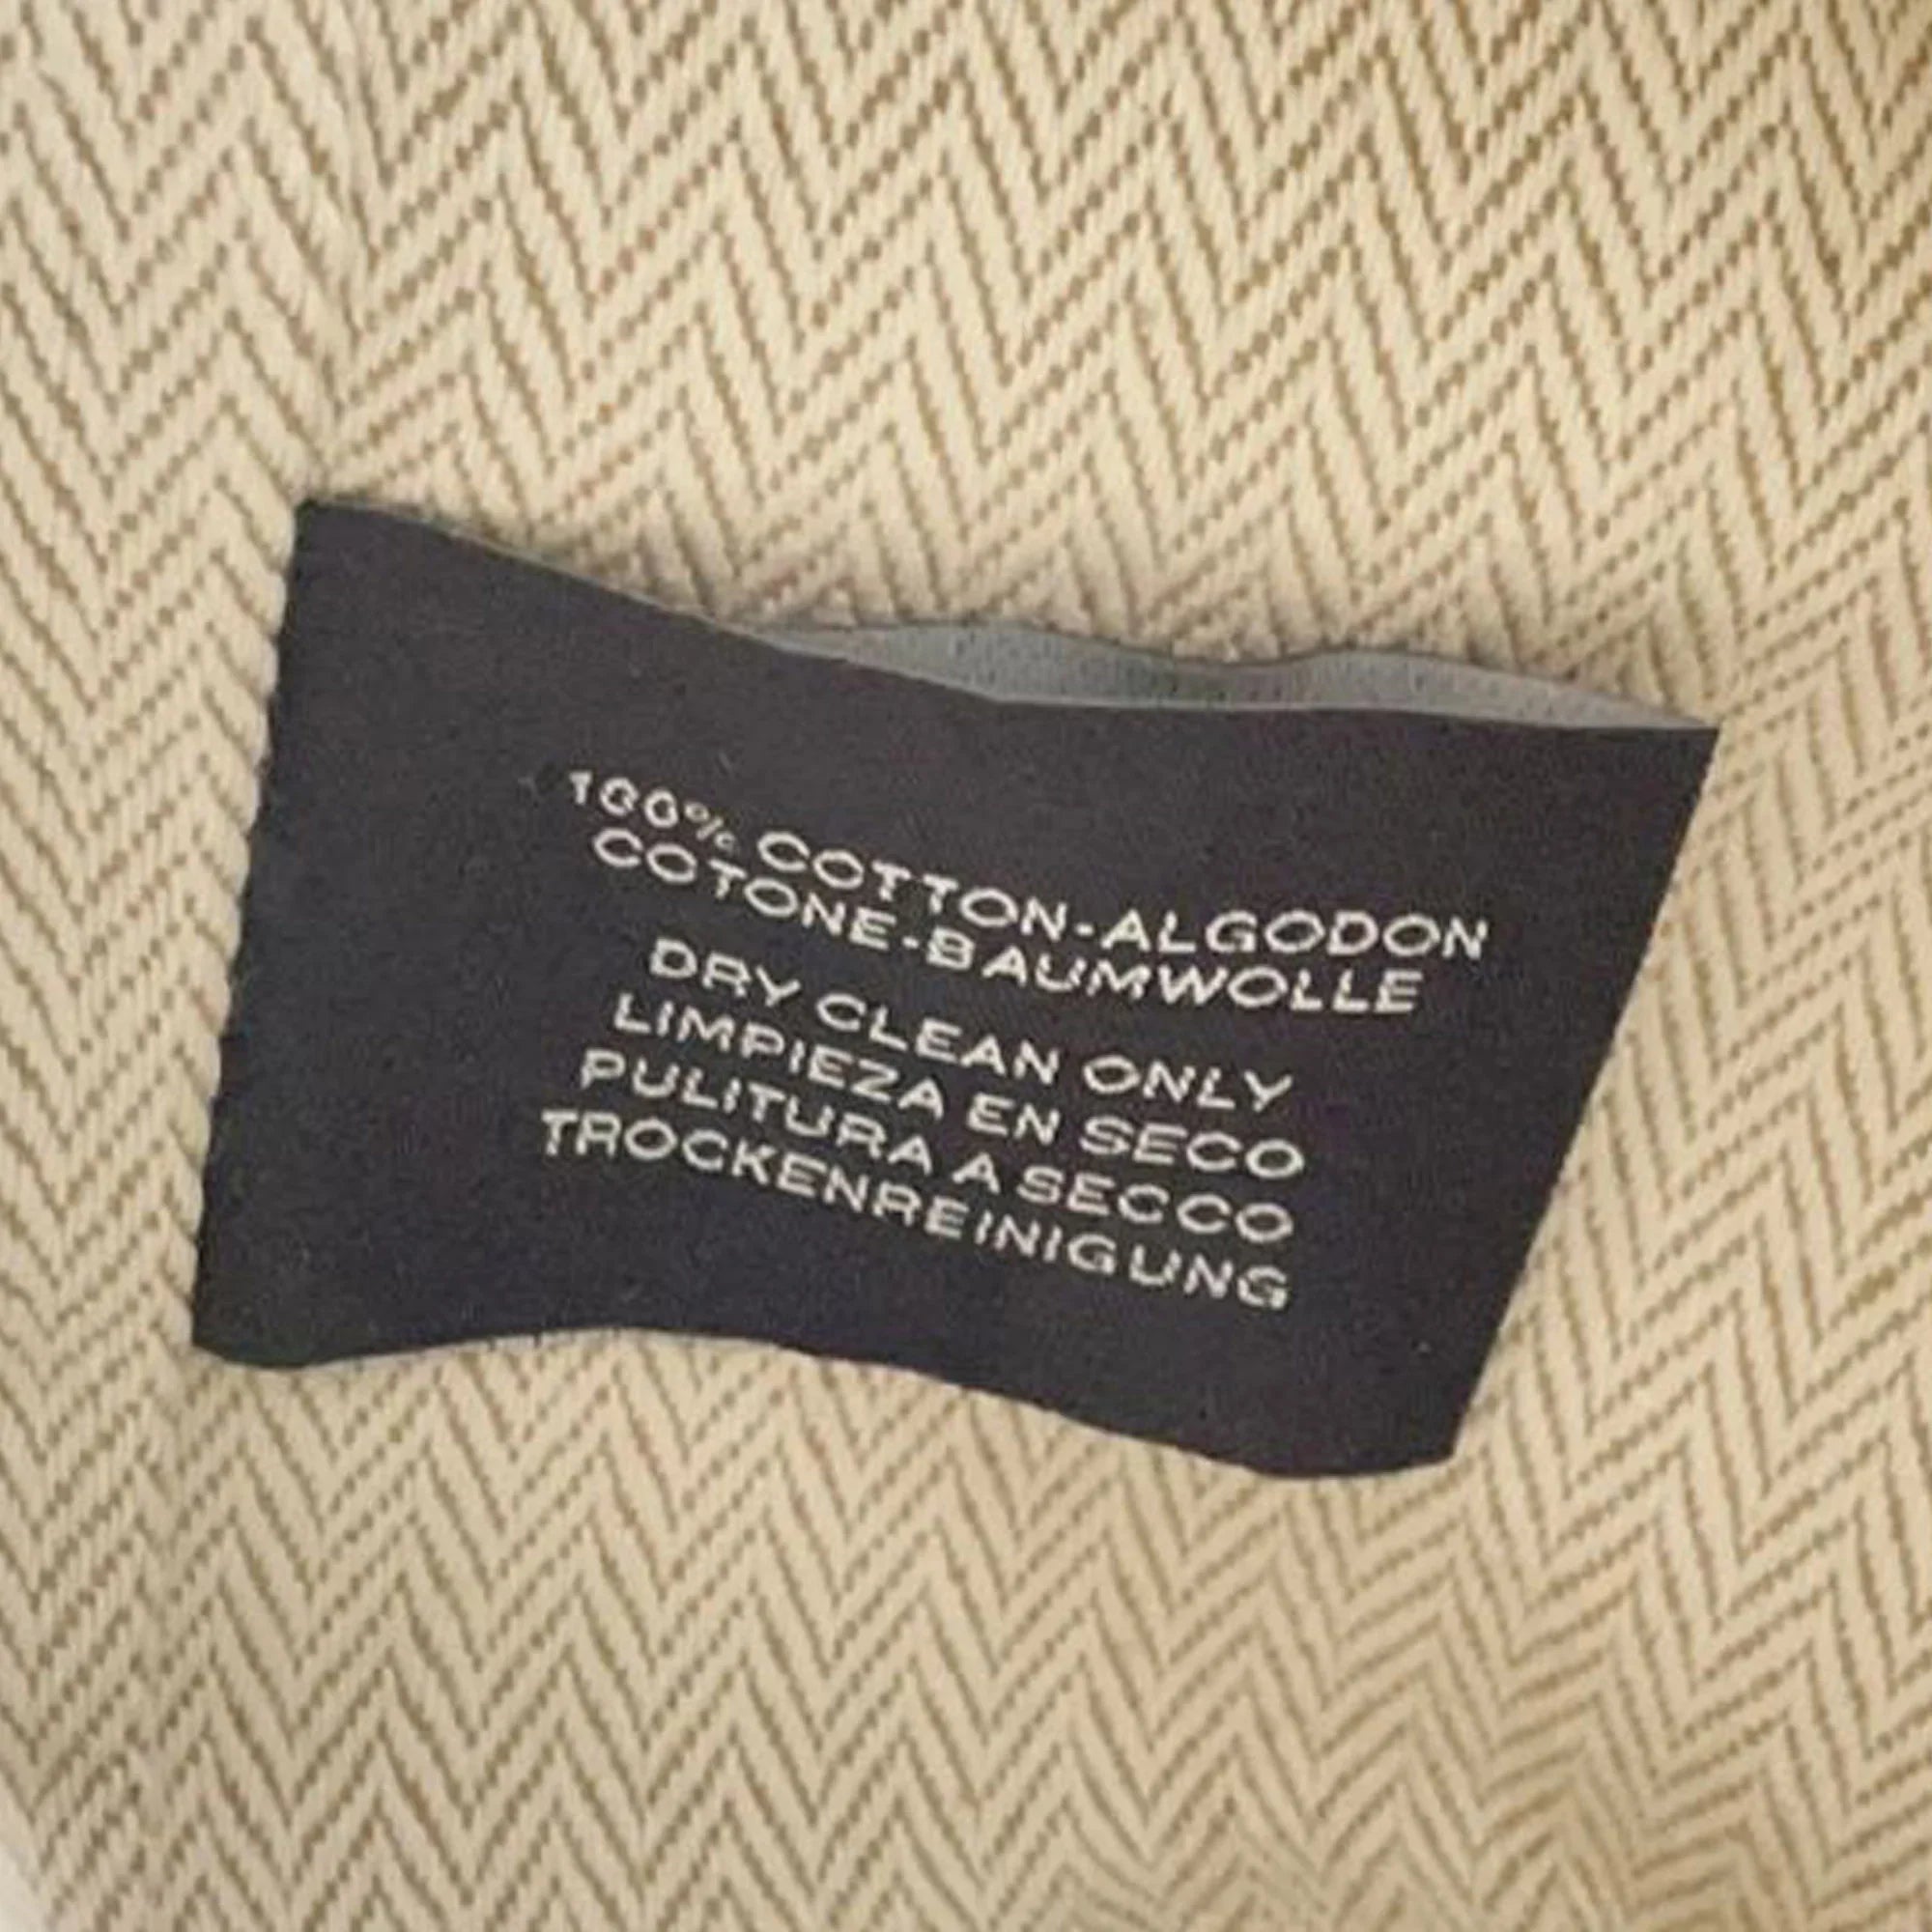 100% COTTON-ALGODON
COTONE-BAUMWOLLE
DRY CLEAN ONLY
LIMPIEZA EN SECO
PULITURA A SECCO
TROCKENREINIGUNG